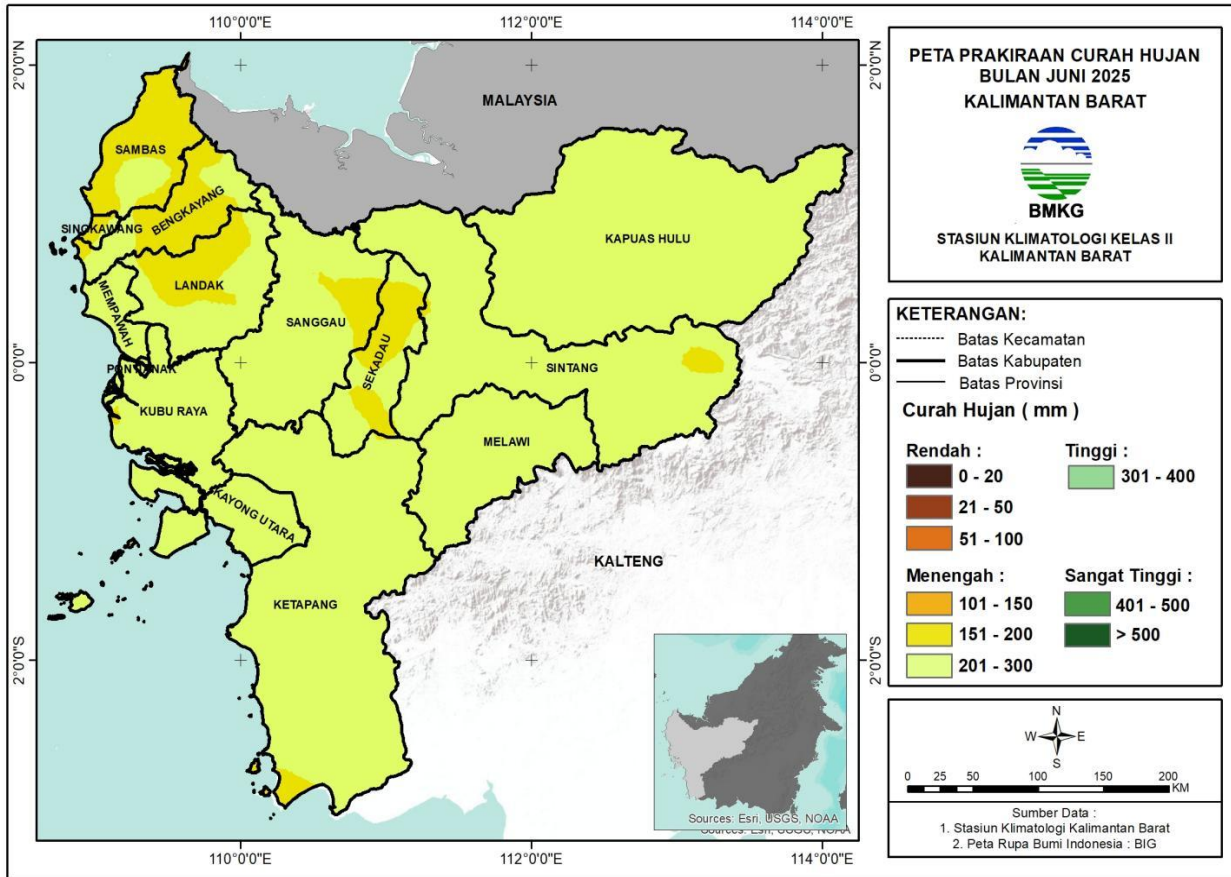 110°0'0"E
112°0'0"E
114°0'0"E
2°0'0"N
0°0'0"
2°0'0"S
2°0'0"N
0°0'0"
2°0'0"S
110°0'0"E
112°0'0"E
114°0'0"E
MALAYSIA
SAMBAS
BENGKAYANG
SINGKAWANG
LANDAK
MEMPAWAH
SANGGAU
SEKADAU
KAPUAS HULU
SINTANG
PONTIANAK
KUBU RAYA
MELAWI
KAYONG UTARA
KETAPANG
KALTENG
Sources: Esri, USGS, NOAA
Sources: Esri, USGS, NOAA
PETA PRAKIRAAN CURAH HUJAN
BULAN JUNI 2025
KALIMANTAN BARAT
BMKG
STASIUN KLIMATOLOGI KELAS II
KALIMANTAN BARAT
KETERANGAN:
Batas Kecamatan
Batas Kabupaten
Batas Provinsi
Curah Hujan ( mm )
Rendah :
0 - 20
21 - 50
51 - 100
Tinggi :
301 - 400
Menengah :
101 - 150
151 - 200
201 - 300
Sangat Tinggi :
401 - 500
> 500
N
W E
S
0 25 50 100 150 200
KM
Sumber Data :
1. Stasiun Klimatologi Kalimantan Barat
2. Peta Rupa Bumi Indonesia : BIG